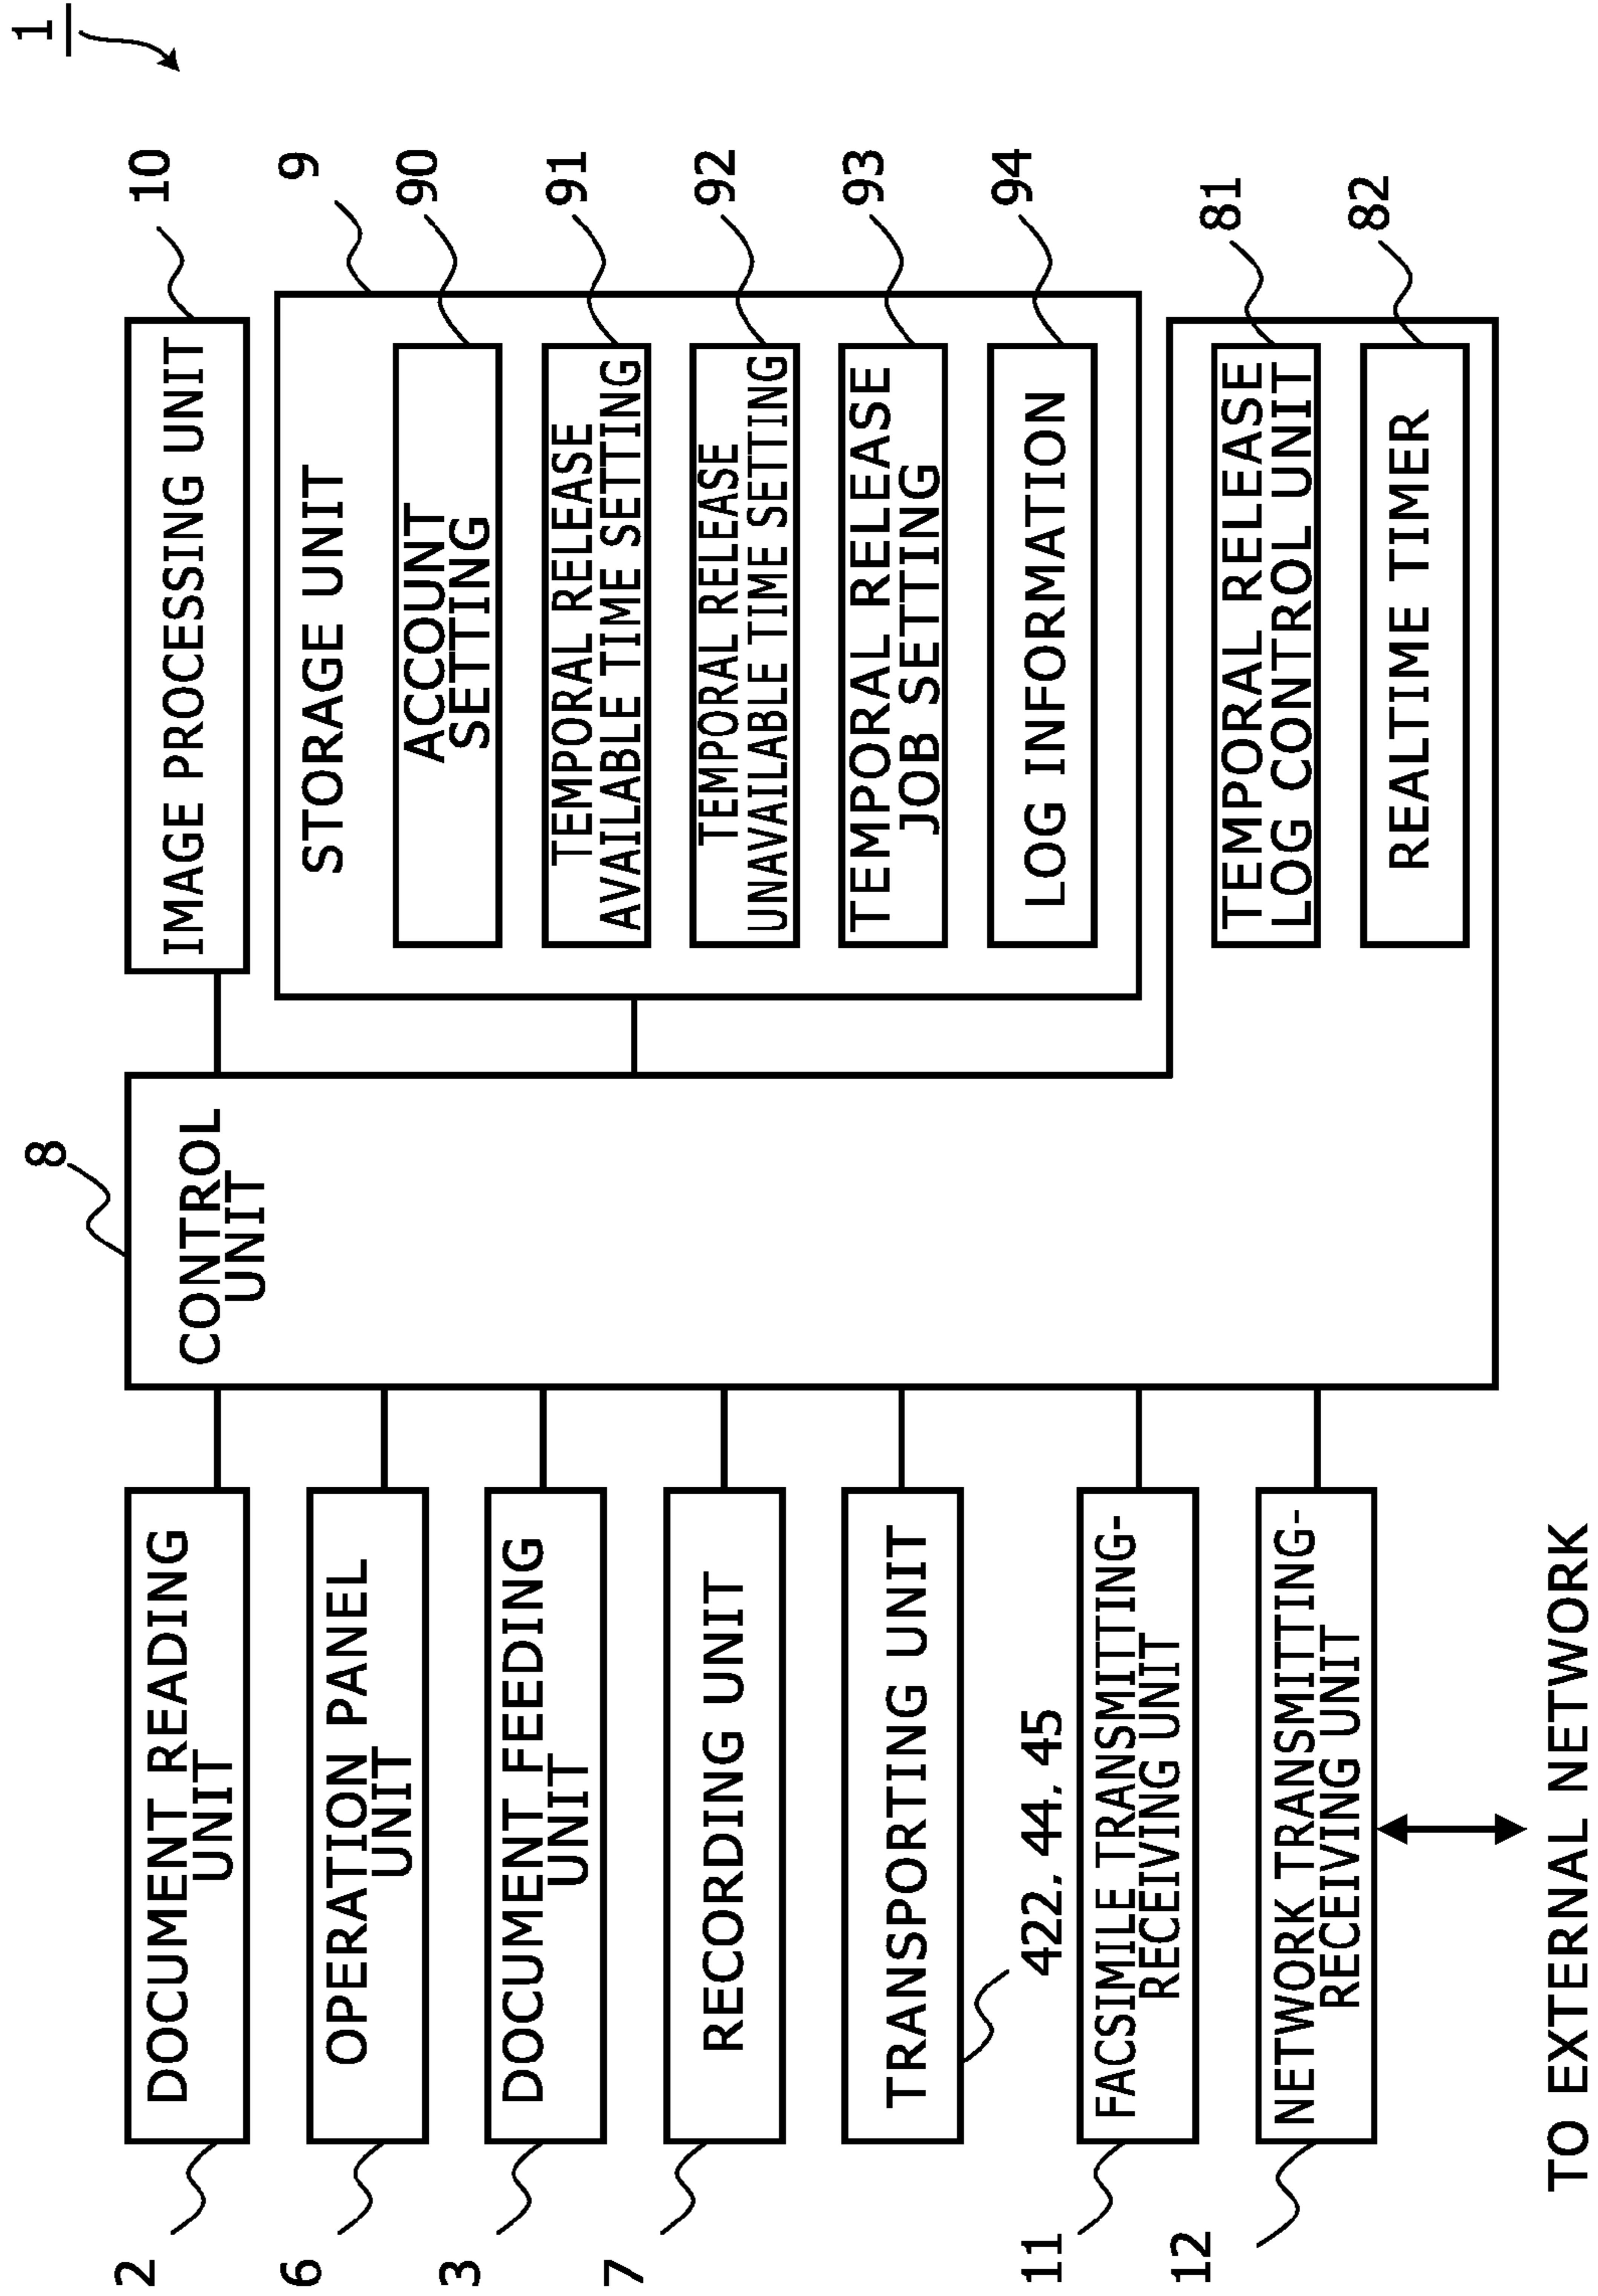 1
8
2
DOCUMENT READING
UNIT
6
OPERATION PANEL
UNIT
3
DOCUMENT FEEDING
UNIT
7
RECORDING UNIT
TRANSPORTING UNIT
422, 44, 45
11
FACSIMILE TRANSMITTING-
RECEIVING UNIT
12
NETWORK TRANSMITTING-
RECEIVING UNIT
TO EXTERNAL NETWORK
CONTROL
UNIT
IMAGE PROCESSING UNIT
10
STORAGE UNIT
9
ACCOUNT
SETTING
90
TEMPORAL RELEASE
AVAILABLE TIME SETTING
91
TEMPORAL RELEASE
UNAVAILABLE TIME SETTING
92
TEMPORAL RELEASE
JOB SETTING
93
LOG INFORMATION
94
TEMPORAL RELEASE
LOG CONTROL UNIT
81
REALTIME TIMER
82